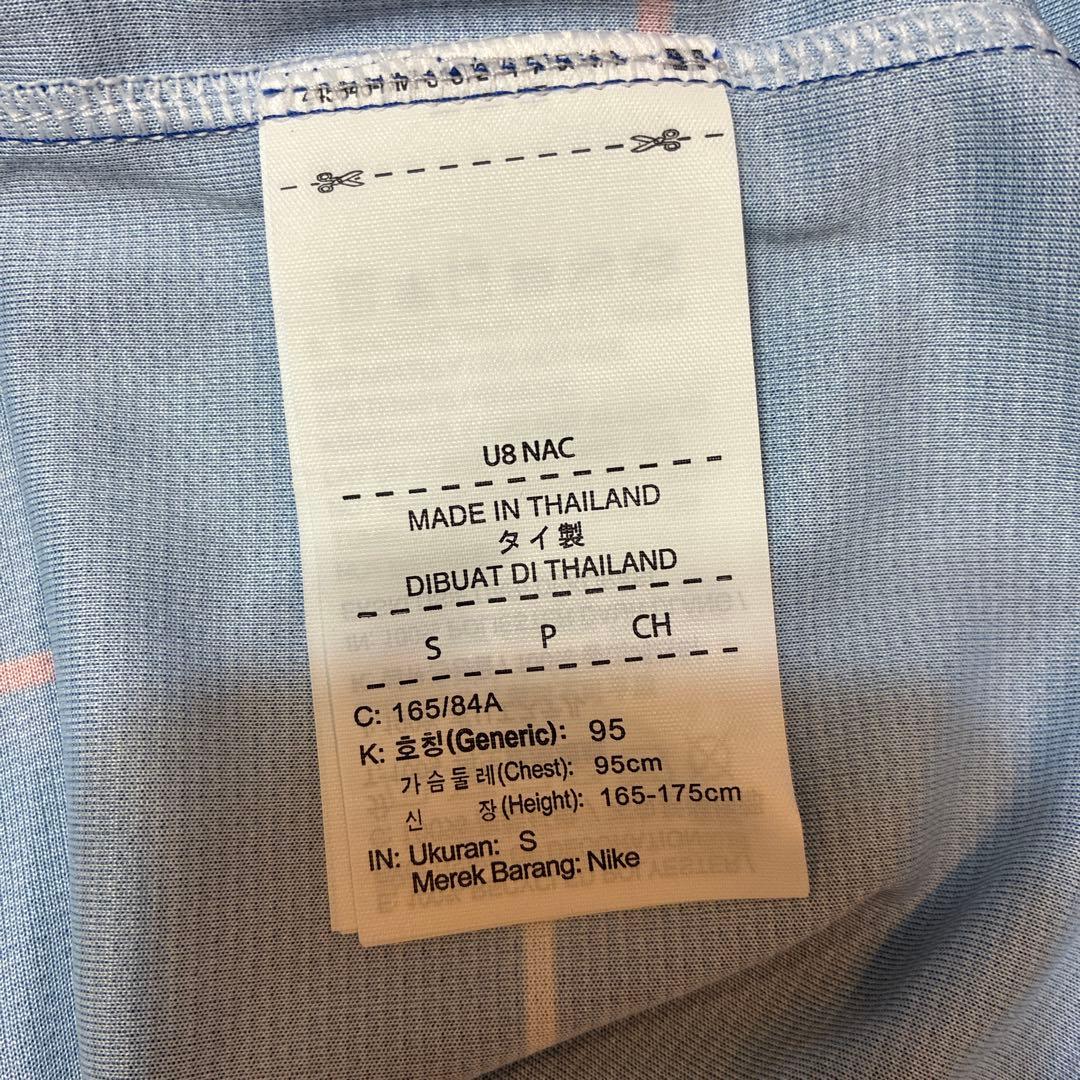 U8 NAC
MADE IN THAILAND
タイ製
DIBUAT DI THAILAND
S P CH
C: 165/84A
K: 호칭(Generic): 95
가슴둘레(Chest): 95cm
신 장(Height): 165-175cm
IN: Ukuran: S
Merek Barang: Nike